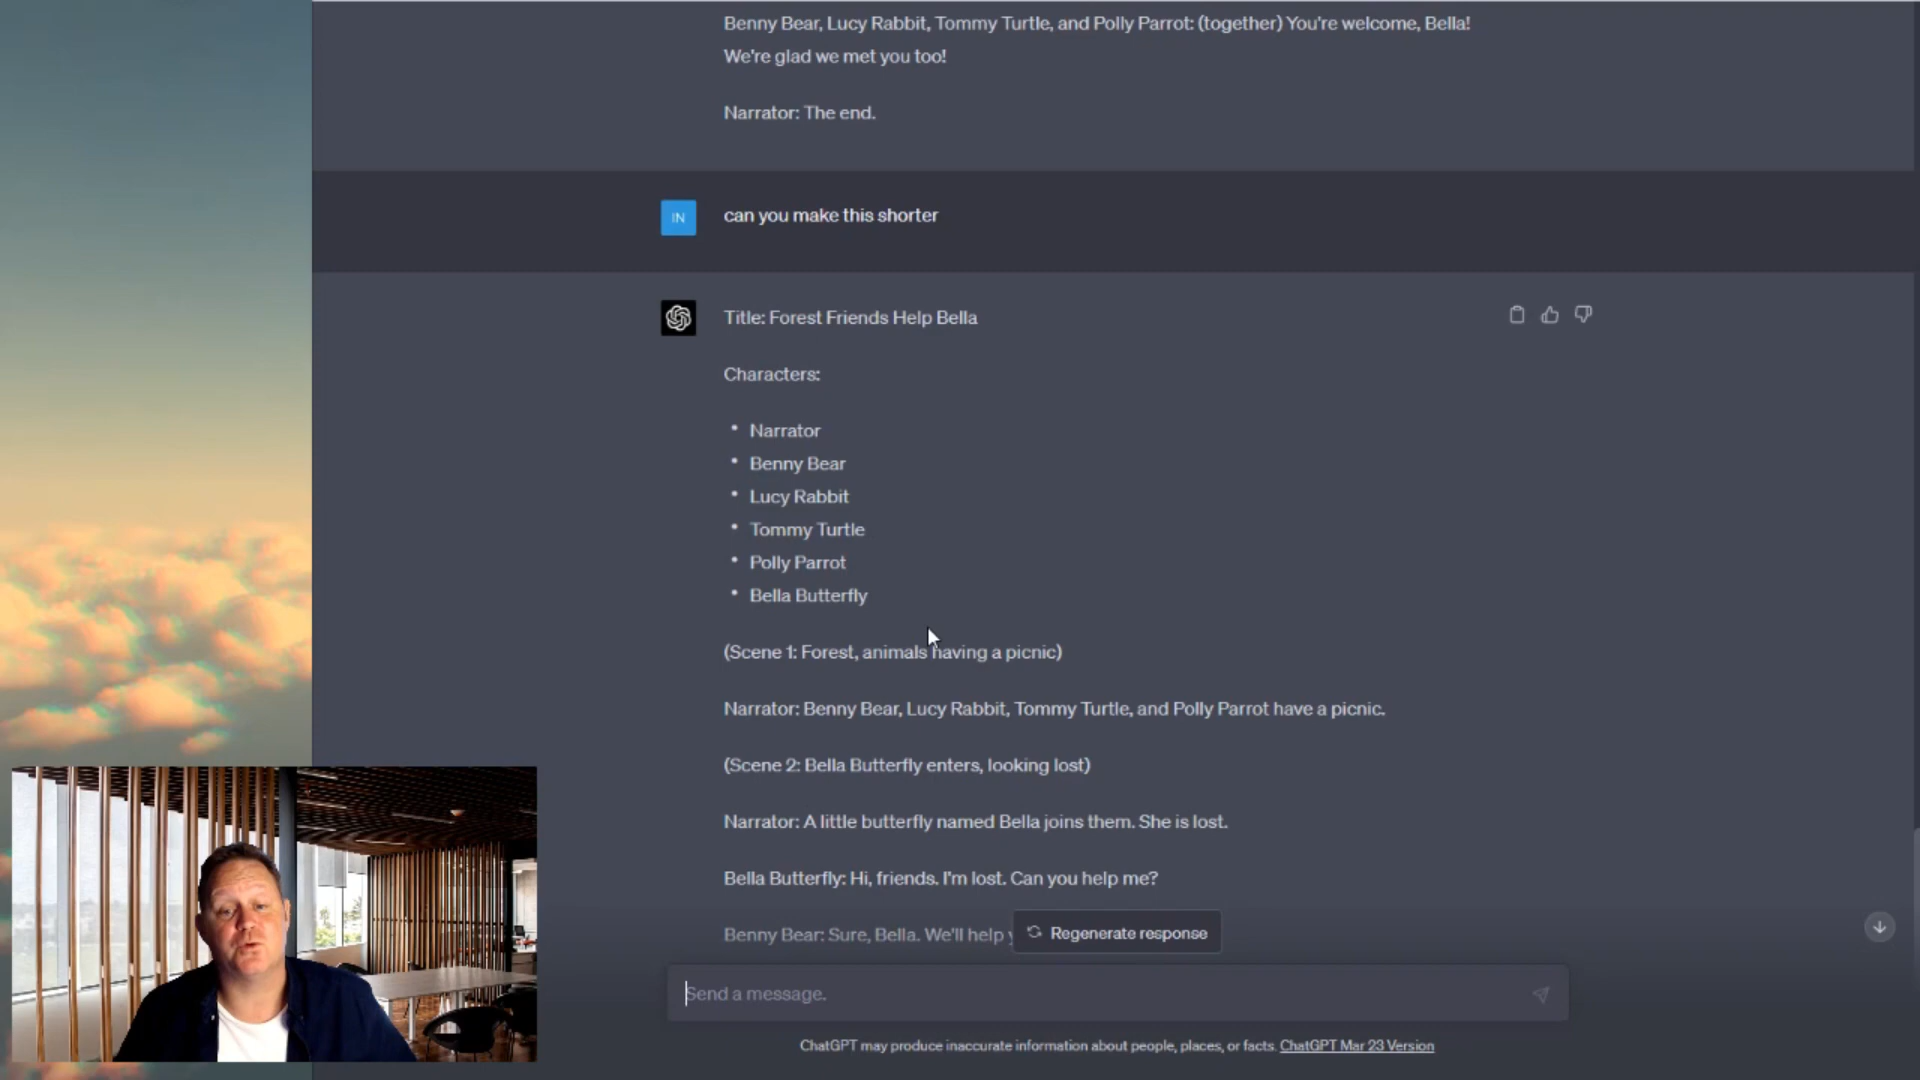 Benny Bear, Lucy Rabbit, Tommy Turtle, and Polly Parrot: (together) You're welcome, Bella!
We're glad we met you too!
Narrator: The end.
IN
can you make this shorter
Title: Forest Friends Help Bella
Characters:
• Narrator
• Benny Bear
• Lucy Rabbit
• Tommy Turtle
• Polly Parrot
• Bella Butterfly
(Scene 1: Forest, animals having a picnic)
Narrator: Benny Bear, Lucy Rabbit, Tommy Turtle, and Polly Parrot have a picnic.
(Scene 2: Bella Butterfly enters, looking lost)
Narrator: A little butterfly named Bella joins them. She is lost.
Bella Butterfly: Hi, friends. I'm lost. Can you help me?
Benny Bear: Sure, Bella. We'll help
Regenerate response
Send a message.
ChatGPT may produce inaccurate information about people, places, or facts. ChatGPT Mar 23 Version